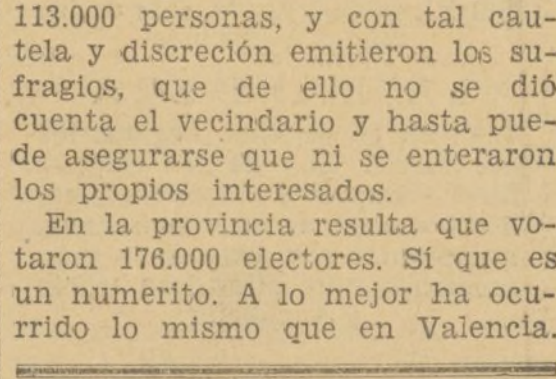 113.000 personas, y con tal cau-
tela y discreción emitieron los su-
fragios, que de ello no se dió
cuenta el vecindario y hasta pue-
de asegurarse que ni se enteraron
los propios interesados.
En la provincia resulta que vo-
taron 176.000 electores. Sí que es
un numerito. A lo mejor ha ocu-
rrido lo mismo que en Valencia.